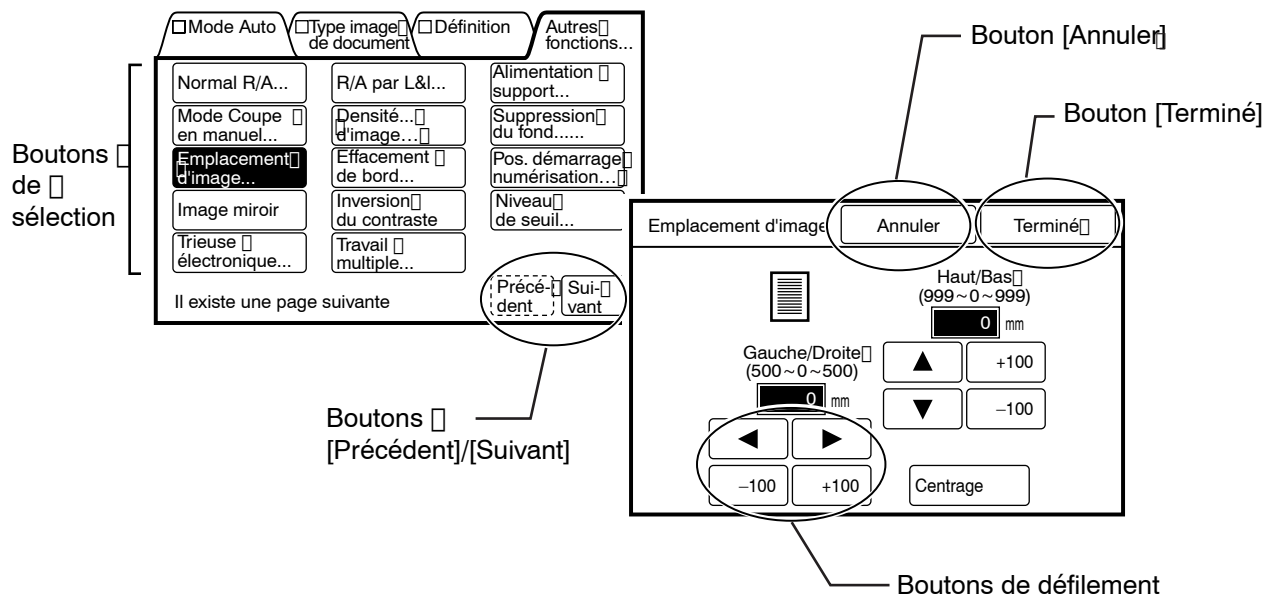 Mode Auto
Type image
de document
Définition
Autres
fonctions...
Normal R/A...
R/A par L&l...
Alimentation
support...
Mode Coupe
en manuel...
Densité...
d'image...
Suppression
du fond......
Emplacement
d'image...
Effacement
de bord...
Pos. démarrage
numérisation...
Image miroir
Inversion
du contraste
Niveau
de seuil...
Trieuse
électronique...
Travail
multiple...
Il existe une page suivante
Précé-
dent
Sui-
vant
Boutons
de
sélection
Boutons
[Précédent]/[Suivant]
Bouton [Annuler]
Bouton [Terminé]
Emplacement d'image
Annuler
Terminé
Haut/Bas
(999~0~999)
0 mm
▲
+100
▼
−100
Gauche/Droite
(500~0~500)
0 mm
◀
▶
−100
+100
Centrage
Boutons de défilement